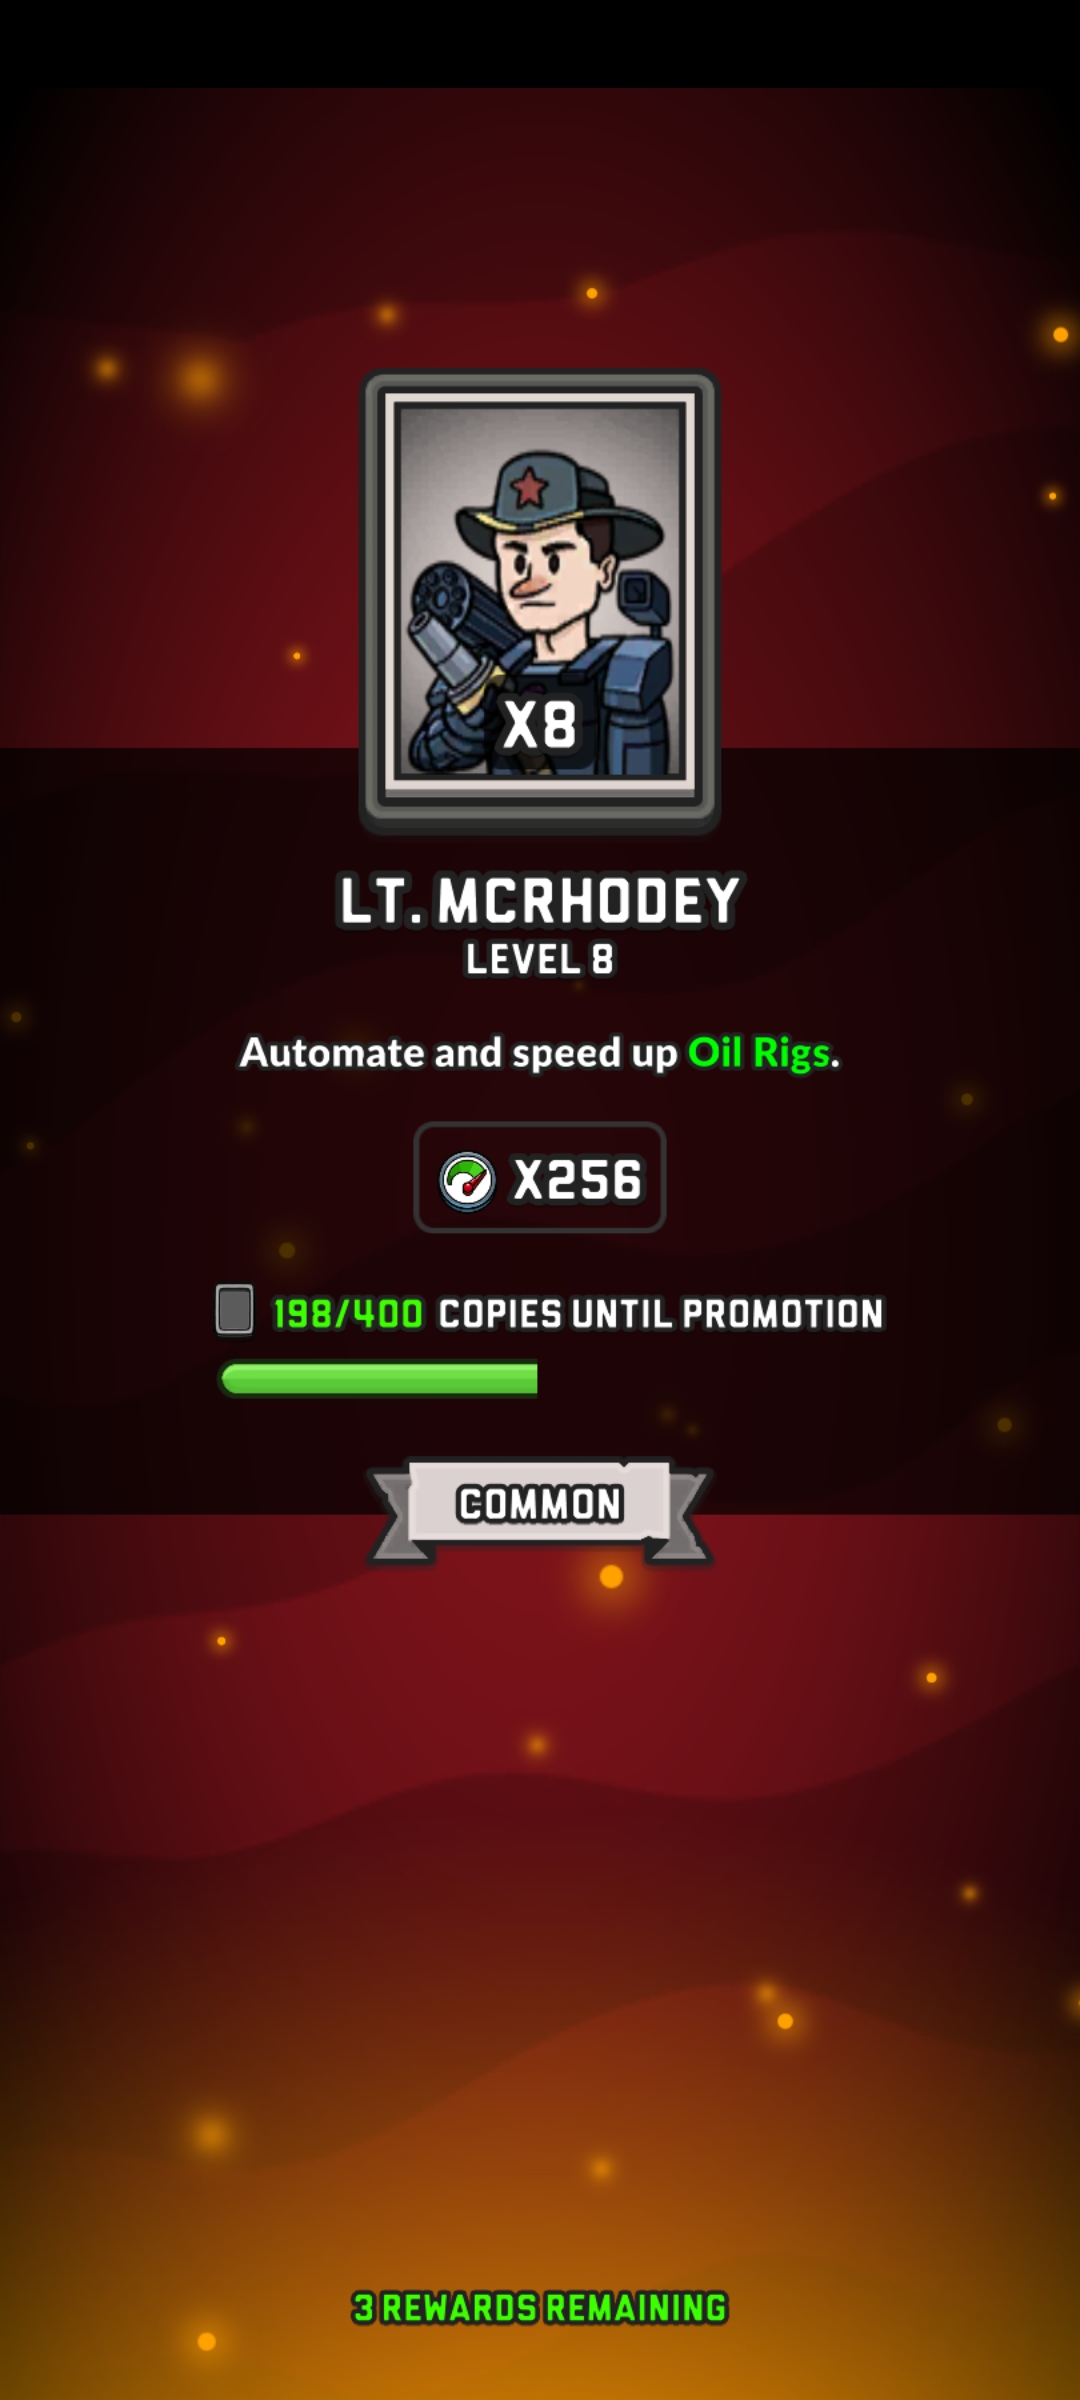 X8
LT. MCRHODEY
LEVEL 8
Automate and speed up Oil Rigs.
X256
198/400 COPIES UNTIL PROMOTION
COMMON
3 REWARDS REMAINING